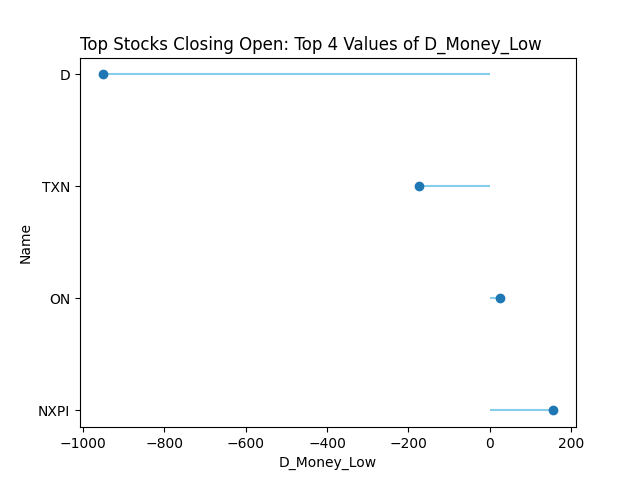 Top Stocks Closing Open: Top 4 Values of D_Money_Low
D
TXN
ON
NXPI
Name
−1000
−800
−600
−400
−200
0
200
D_Money_Low